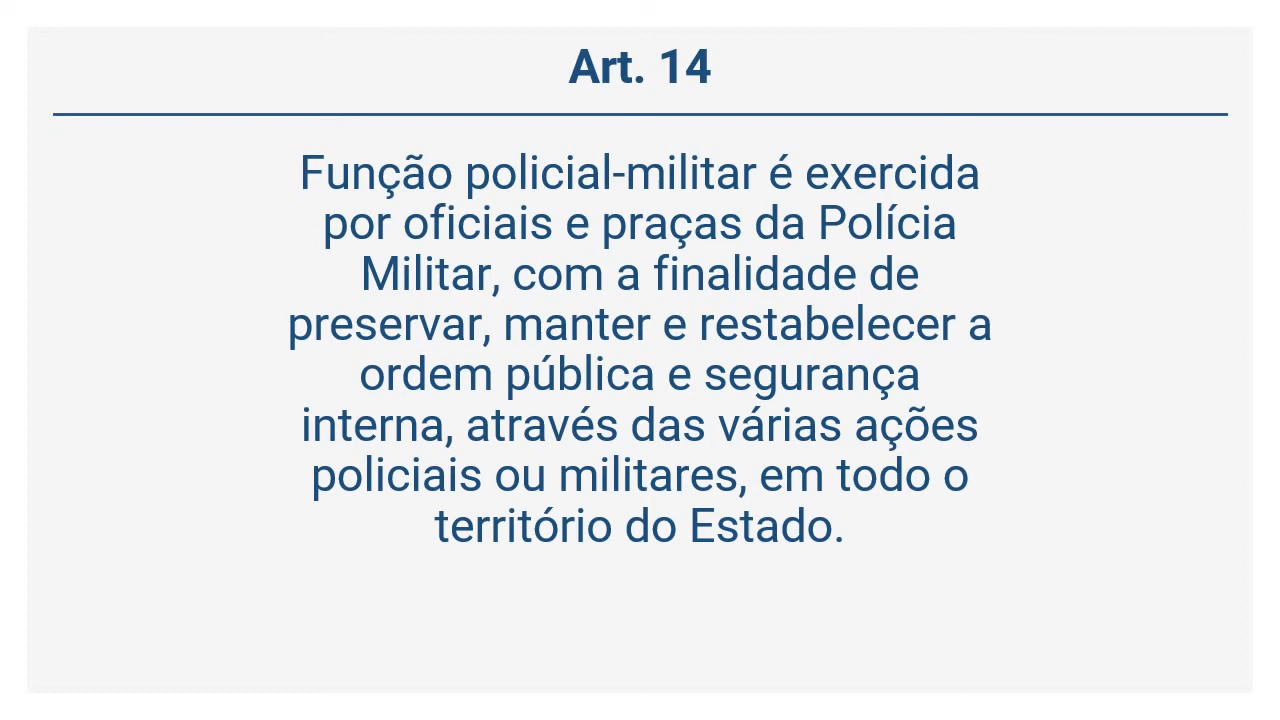 Art. 14
Função policial-militar é exercida
por oficiais e praças da Polícia
Militar, com a finalidade de
preservar, manter e restabelecer a
ordem pública e segurança
interna, através das várias ações
policiais ou militares, em todo o
território do Estado.